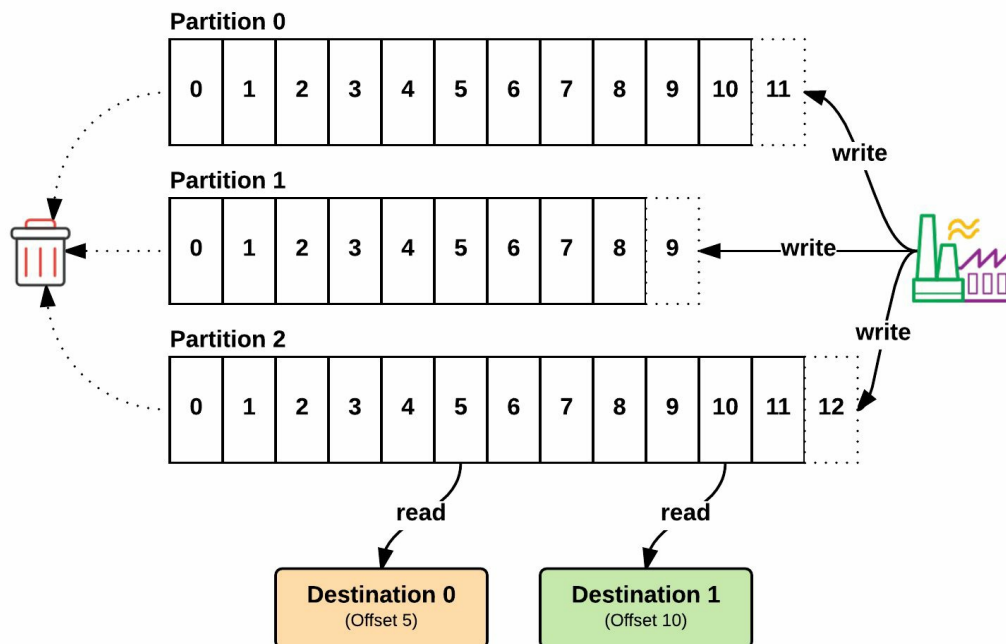 Partition 0
0 1 2 3 4 5 6 7 8 9 10 11
write
Partition 1
0 1 2 3 4 5 6 7 8 9
write
Partition 2
write
0 1 2 3 4 5 6 7 8 9 10 11 12
read read
Destination 0
(Offset 5)
Destination 1
(Offset 10)